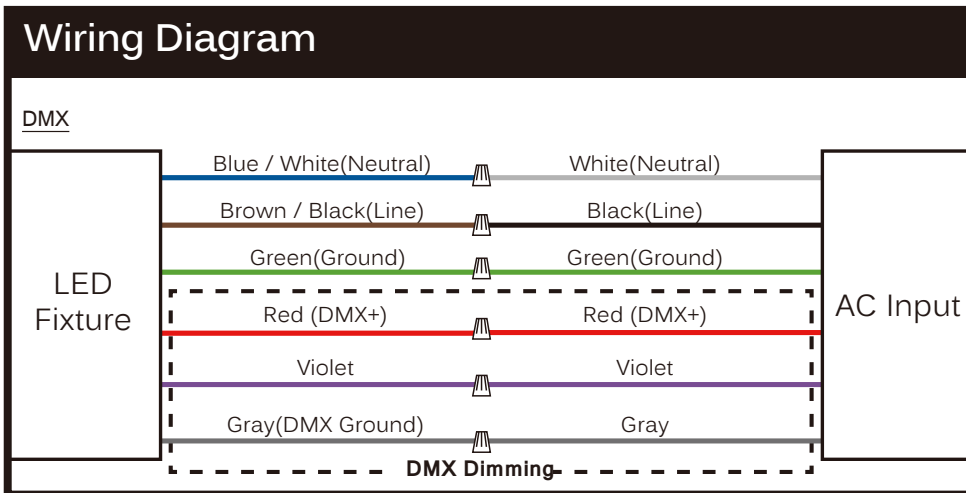 Wiring Diagram
DMX
Blue / White(Neutral) White(Neutral)
Brown / Black(Line) Black(Line)
Green(Ground) Green(Ground)
LED
Fixture
Red (DMX+) Red (DMX+)
AC Input
Violet Violet
Gray(DMX Ground) Gray
DMX Dimming